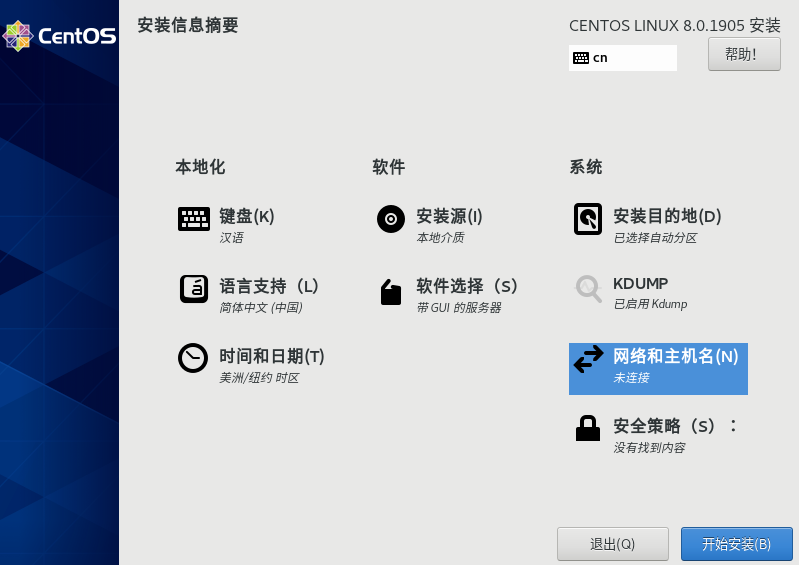 CentOS
安装信息摘要
CENTOS LINUX 8.0.1905 安装
cn
帮助！
本地化
键盘(K)
汉语
语言支持（L）
简体中文 (中国)
时间和日期(T)
美洲/纽约 时区
软件
安装源(I)
本地介质
软件选择（S）
带 GUI 的服务器
系统
安装目的地(D)
已选择自动分区
KDUMP
已启用 Kdump
网络和主机名(N)
未连接
安全策略（S）：
没有找到内容
退出(Q)
开始安装(B)